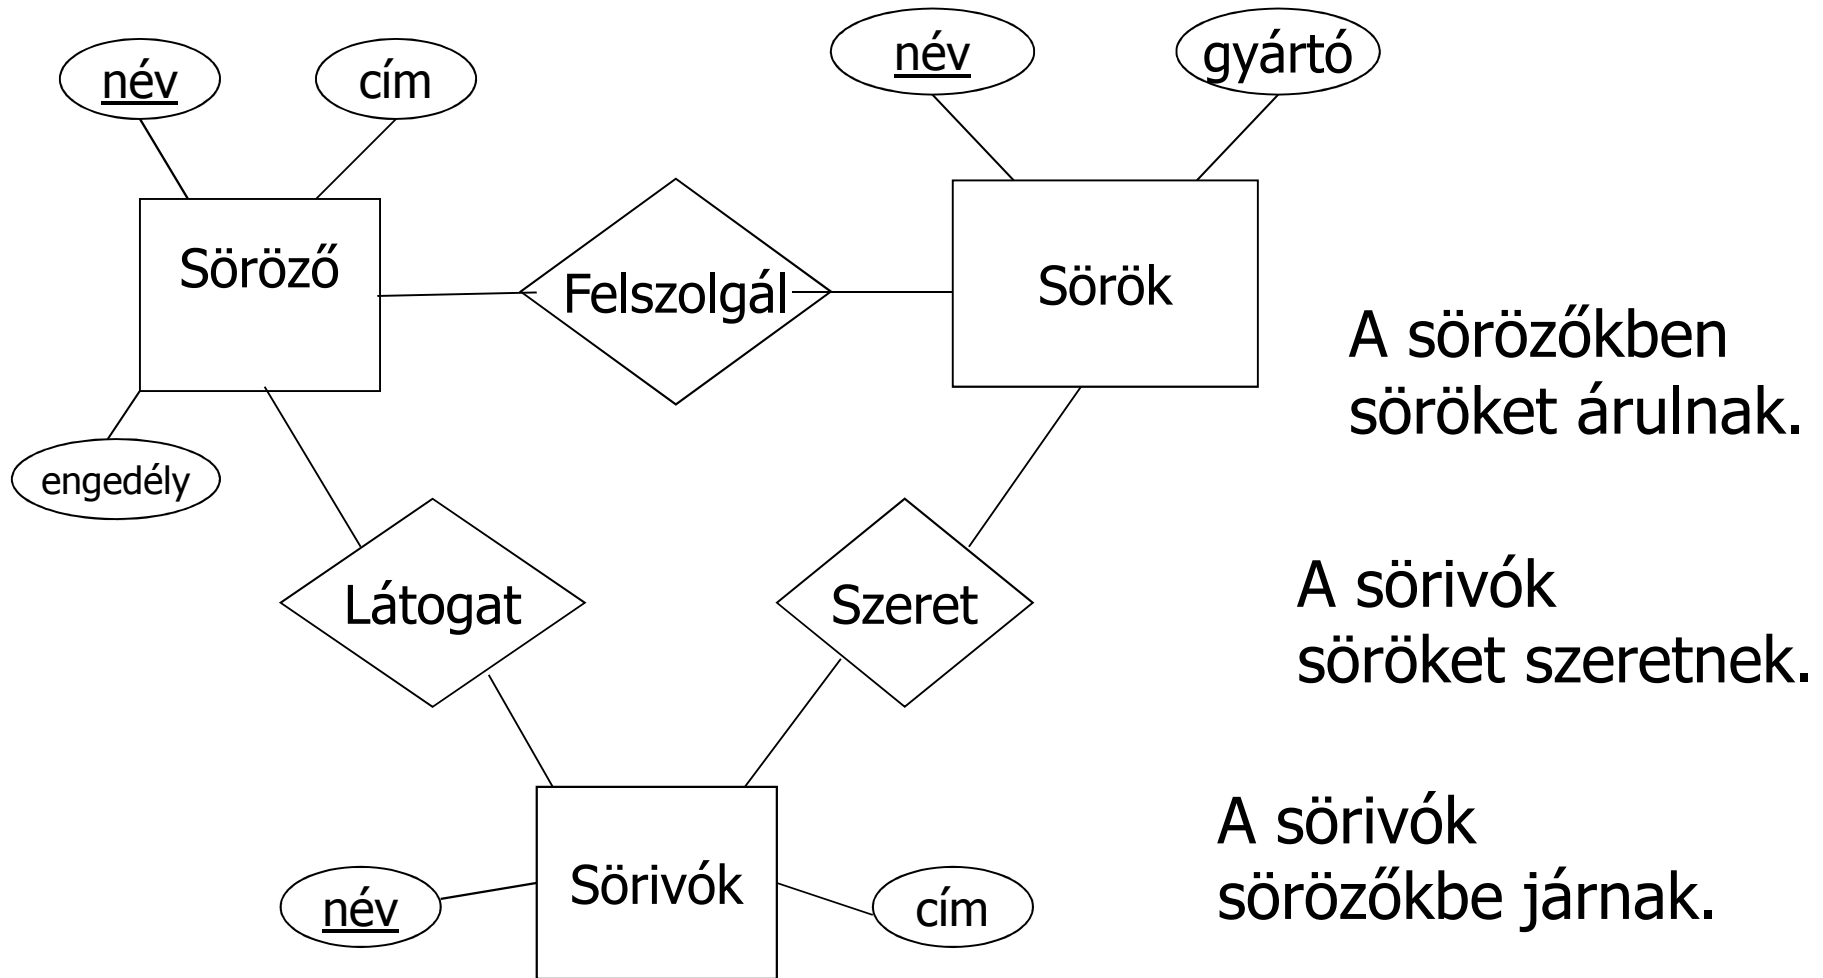 név
cím
név
gyártó
Söröző
Felszolgál
Sörök
A sörözőkben
söröket árulnak.
engedély
Látogat
Szeret
A sörivók
söröket szeretnek.
A sörivók
sörözőkbe járnak.
Sörivók
név
cím